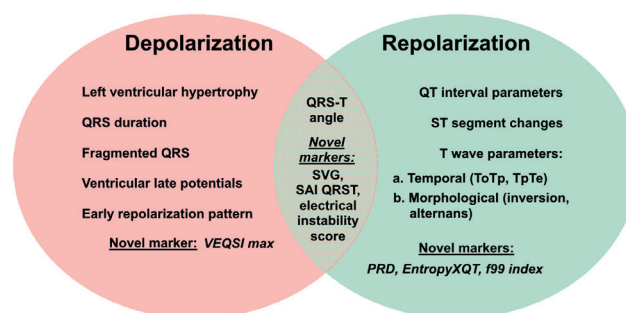 Depolarization
Left ventricular hypertrophy
QRS duration
Fragmented QRS
Ventricular late potentials
Early repolarization pattern
Novel marker: VEQSI max
QRS-T
angle
Novel
markers:
SVG,
SAI QRST,
electrical
instability
score
Repolarization
QT interval parameters
ST segment changes
T wave parameters:
a. Temporal (ToTp, TpTe)
b. Morphological (inversion,
alternans)
Novel markers:
PRD, EntropyXQT, f99 index